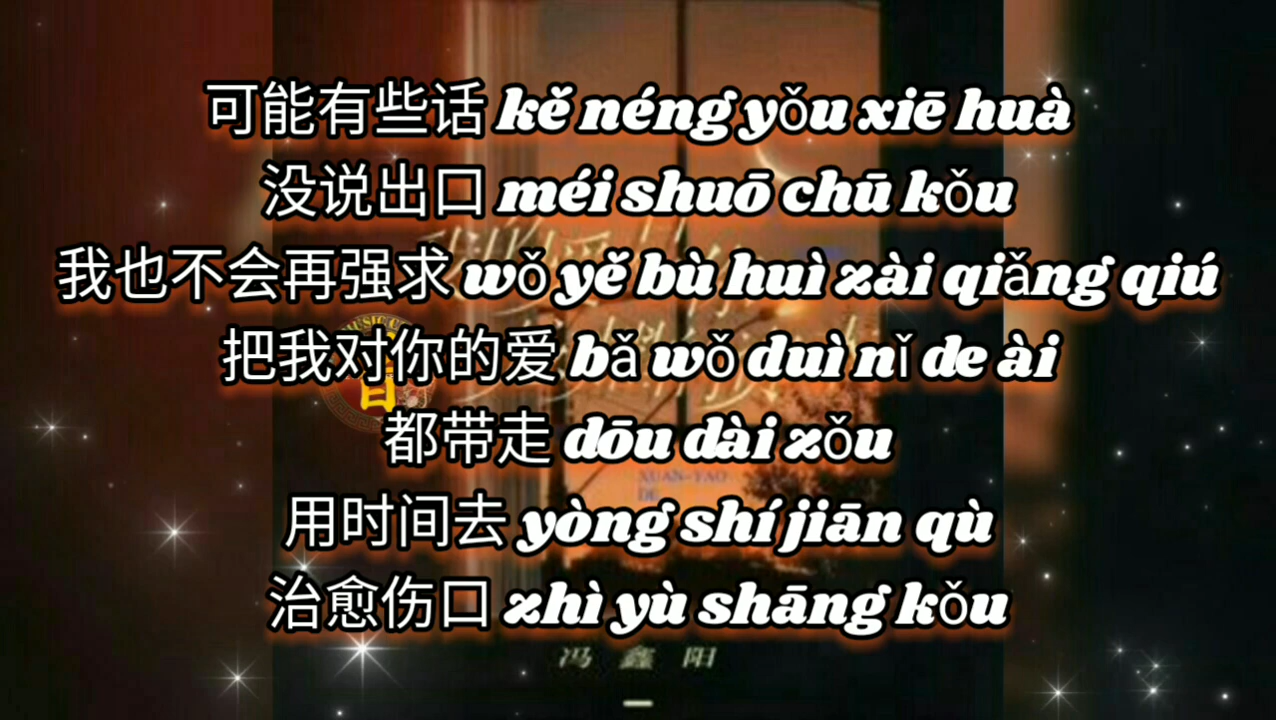 可能有些话 kě néng yǒu xiē huà
没说出口 méi shuō chū kǒu
我也不会再强求 wǒ yě bù huì zài qiǎng qiú
把我对你的爱 bǎ wǒ duì nǐ de ài
都带走 dōu dài zǒu
XUAN-YAO
DE
用时间去 yòng shí jiān qù
治愈伤口 zhì yù shāng kǒu
冯鑫阳